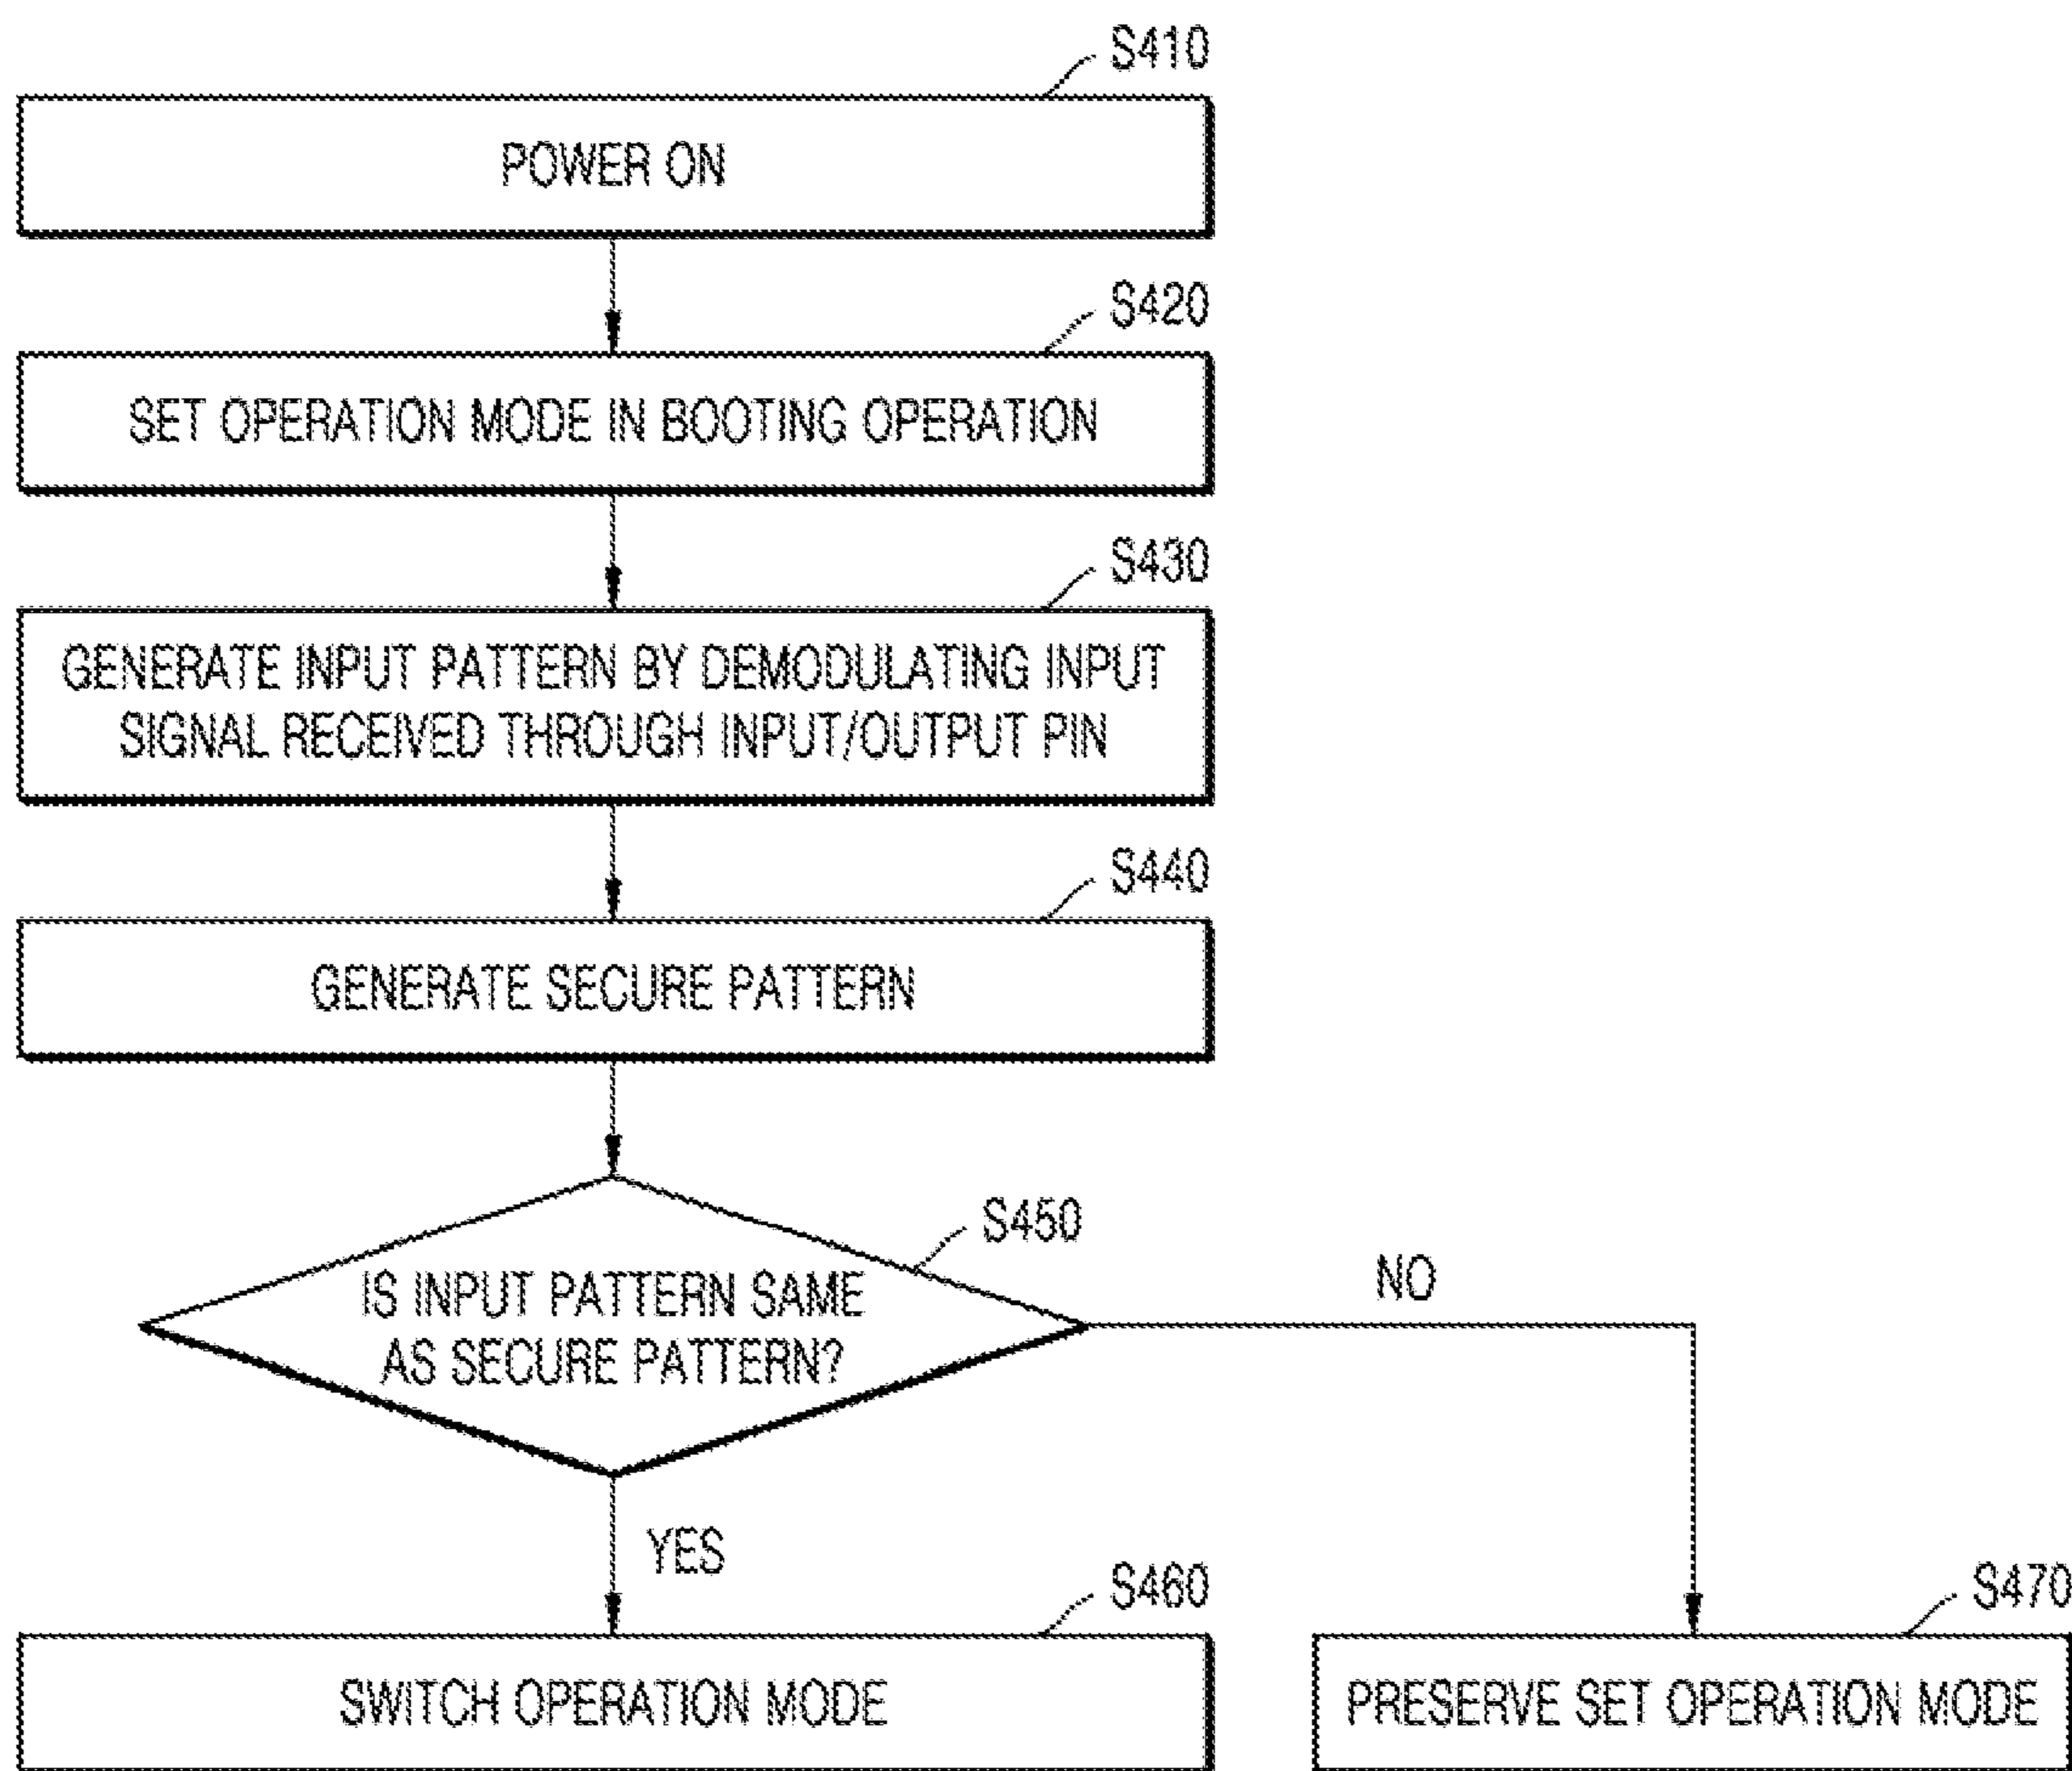 S410
POWER ON
S420
SET OPERATION MODE IN BOOTING OPERATION
S430
GENERATE INPUT PATTERN BY DEMODULATING INPUT
SIGNAL RECEIVED THROUGH INPUT/OUTPUT PIN
S440
GENERATE SECURE PATTERN
S450
IS INPUT PATTERN SAME
AS SECURE PATTERN?
NO
YES
S460
SWITCH OPERATION MODE
S470
PRESERVE SET OPERATION MODE